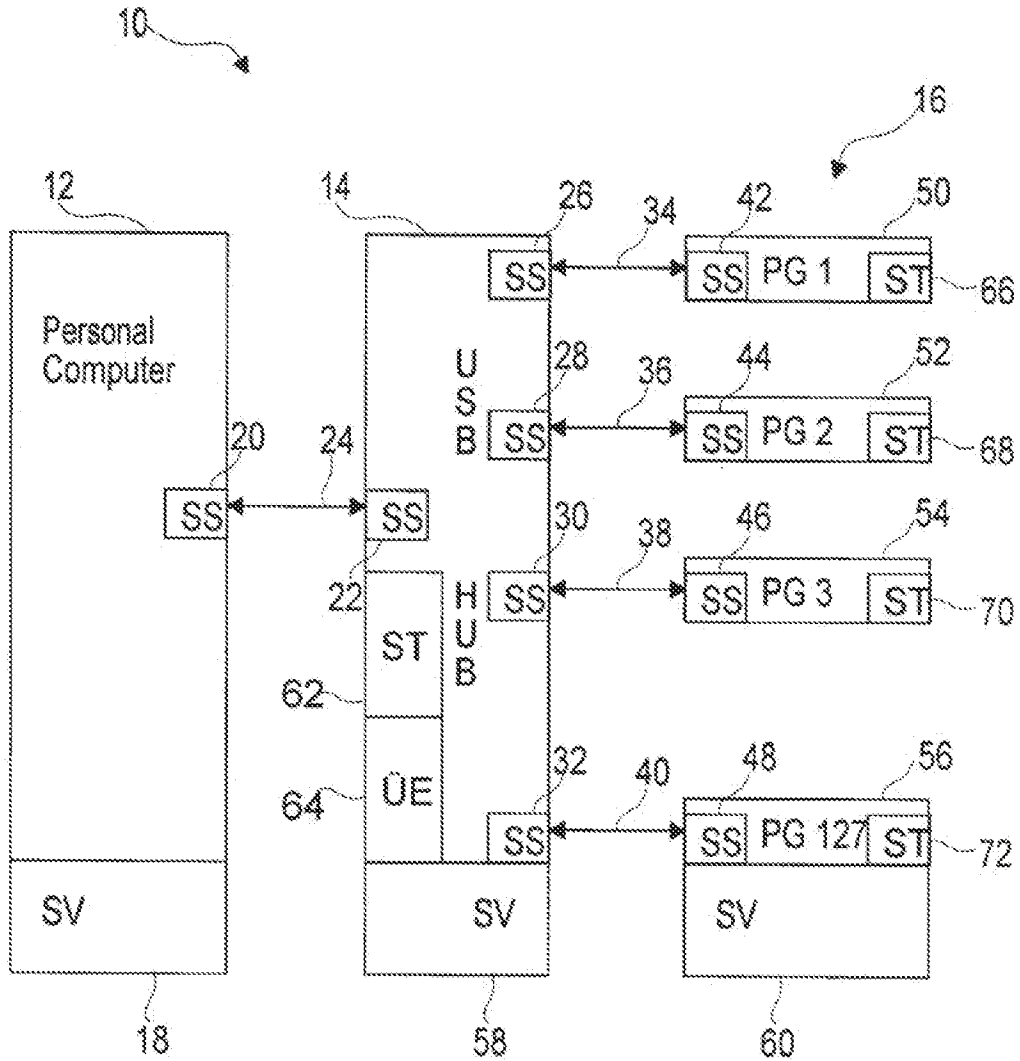 10
16
12
14
26
34
42
50
SS
SS
PG 1
ST
66
Personal
Computer
USB
28
36
44
52
SS
SS
PG 2
ST
68
20
24
SS
SS
22
30
38
46
54
HUB
SS
SS
PG 3
ST
70
ST
62
32
40
48
56
64
ÜE
SS
SS
PG 127
ST
72
SV
SV
SV
18
58
60